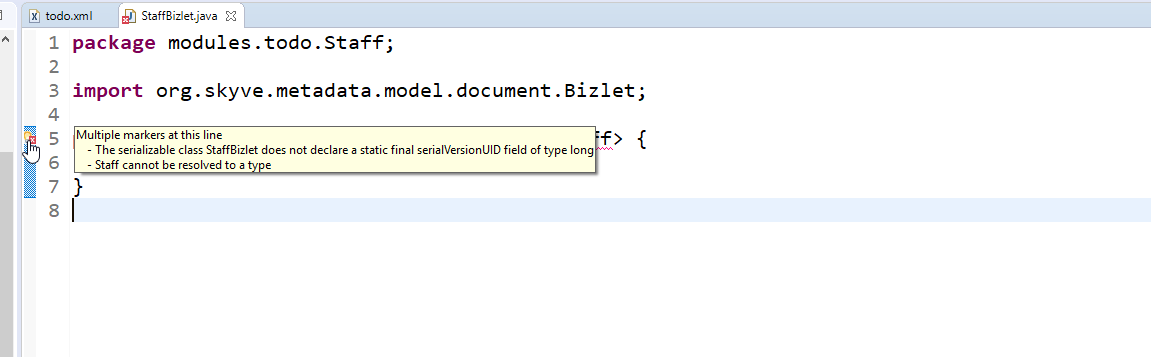 todo.xml
StaffBizlet.java
1 package modules.todo.Staff;
2
3 import org.skyve.metadata.model.document.Bizlet;
4
Multiple markers at this line
5 ff> {
- The serializable class StaffBizlet does not declare a static final serialVersionUID field of type long
6
- Staff cannot be resolved to a type
7 }
8